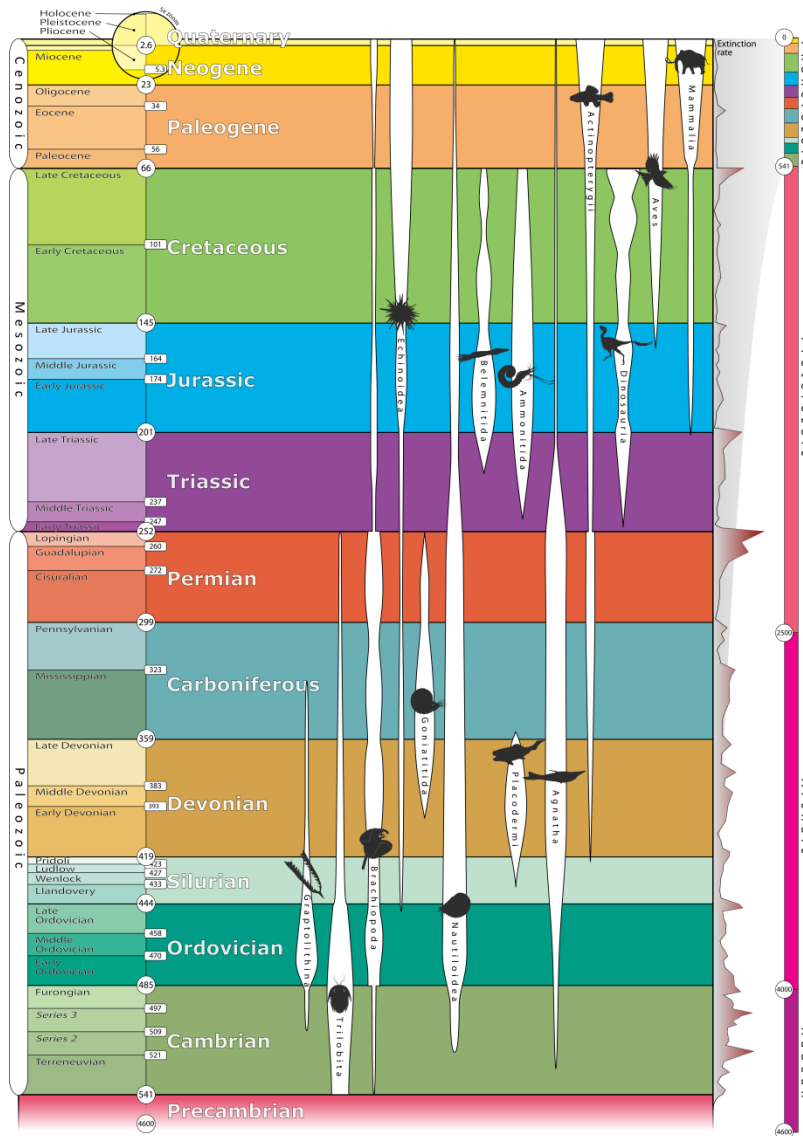 Holocene
Pleistocene
Pliocene
5x zoom
Quaternary
2.6
Miocene
5.3
Neogene
23
Oligocene
34
Eocene
Paleogene
56
Paleocene
66
Late Cretaceous
101
Early Cretaceous
Cretaceous
145
Late Jurassic
164
Middle Jurassic
174
Early Jurassic
Jurassic
201
Late Triassic
Triassic
237
Middle Triassic
247
Early Triassic
252
Lopingian
260
Guadalupian
272
Cisuralian
Permian
299
Pennsylvanian
323
Mississippian
Carboniferous
359
Late Devonian
383
Middle Devonian
393
Early Devonian
Devonian
419
Pridoli
423
Ludlow
427
Wenlock
433
Llandovery
Silurian
444
Late
Ordovician
458
Middle
Ordovician
470
Early
Ordovician
Ordovician
485
Furongian
497
Series 3
509
Series 2
521
Terreneuvian
Cambrian
541
Precambrian
4600
Cenozoic
Mesozoic
Paleozoic
Graptolithina
Trilobita
Brachiopoda
Echinoidea
Goniatitida
Nautiloidea
Belemnitida
Ammonitida
Placodermi
Agnatha
Actinopterygii
Dinosauria
Aves
Mammalia
Extinction
rate
0
541
2500
4000
4600